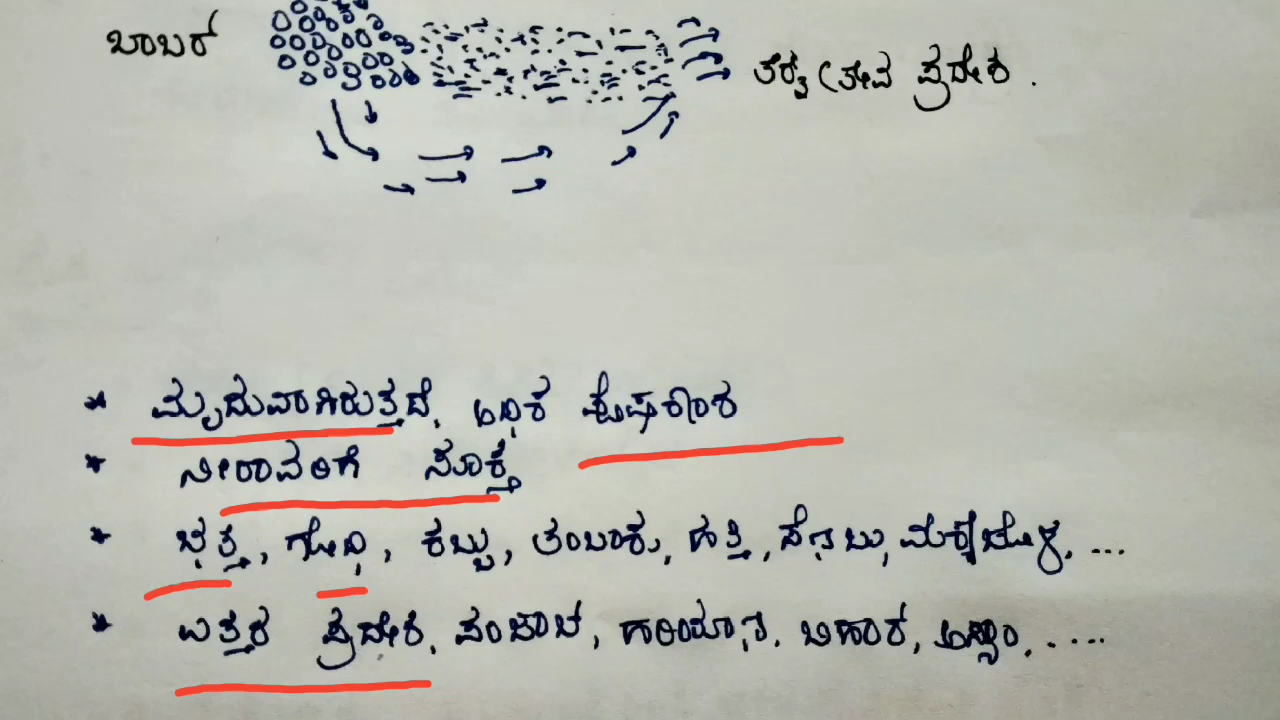 ಬಾಬರ್
ಪ್ರದೇಶ.
* ಮೃದುವಾಗಿರುತ್ತದೆ, ಅಧಿಕ
* ನೀರಾವರಿಗೆ ಸೂಕ್ತ
* ಭತ್ತ, ಗೋಧಿ, ಕಬ್ಬು, ತಂಬಾಕು, ಹತ್ತಿ, ಸೆಣಬು, ಮೆಕ್ಕೆಜೋಳ, ...
* ಉತ್ತರ ಪ್ರದೇಶ, ಪಂಜಾಬ್, ಹರಿಯಾಣ, ಬಿಹಾರ್, ಅಸ್ಸಾಂ, ....